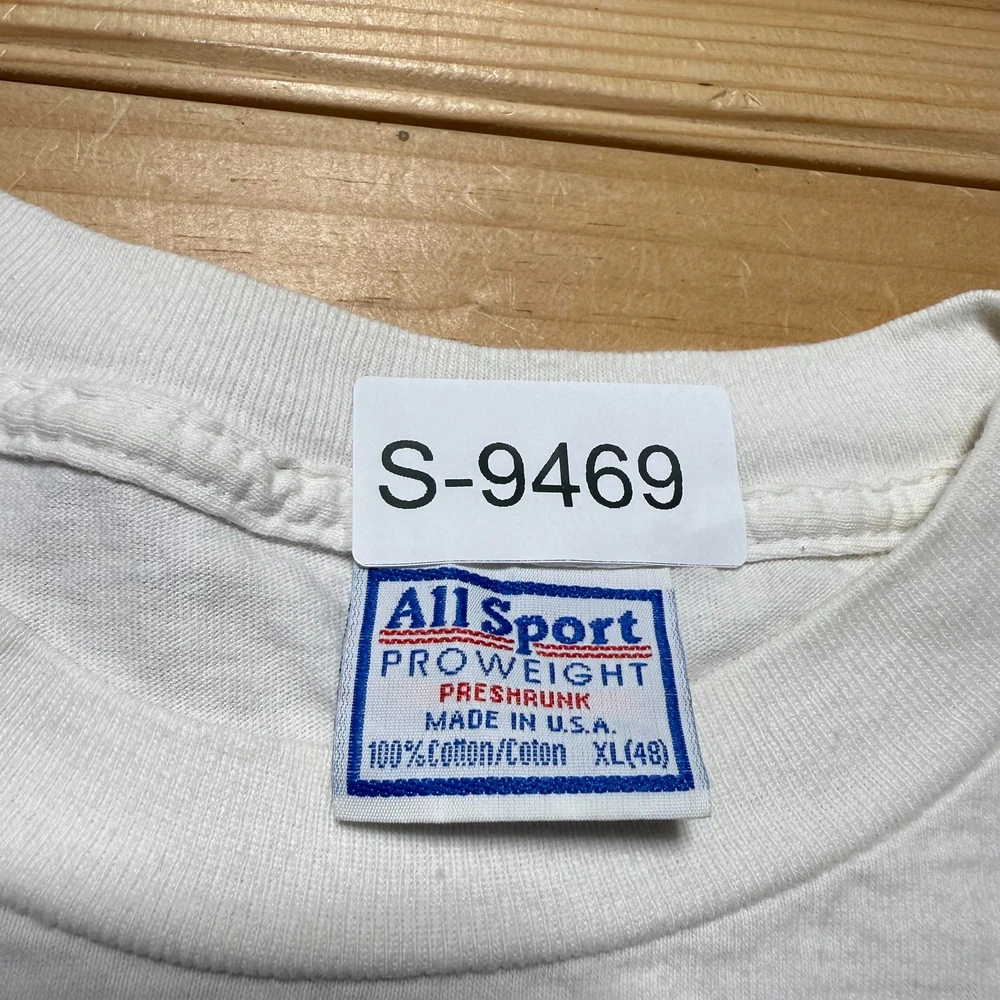 S-9469
All Sport
PROWEIGHT
PRESHRUNK
MADE IN U.S.A.
100% Cotton/Coton XL(48)